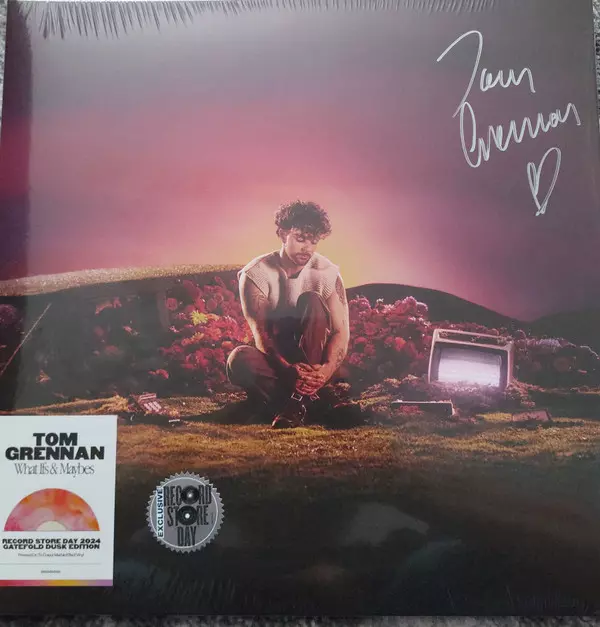 Tom
Grennan
TOM
GRENNAN
What Ifs & Maybes
RECORD STORE DAY 2024
GATEFOLD DUSK EDITION
EXCLUSIVE
RECORD
STORE
DAY